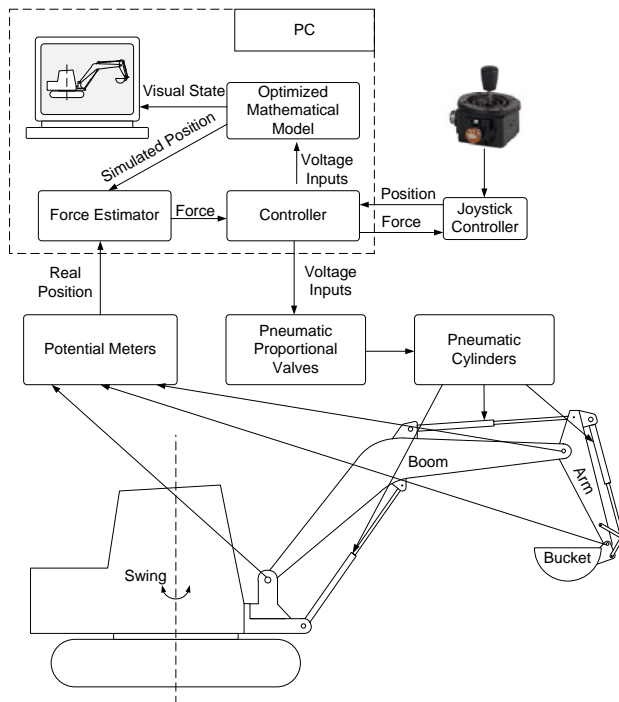 PC
Visual State
Optimized
Mathematical
Model
Simulated Position
Voltage
Inputs
Position
Force Estimator
Force
Controller
Force
Joystick
Controller
Real
Position
Voltage
Inputs
Potential Meters
Pneumatic
Proportional
Valves
Pneumatic
Cylinders
Boom
Arm
Bucket
Swing